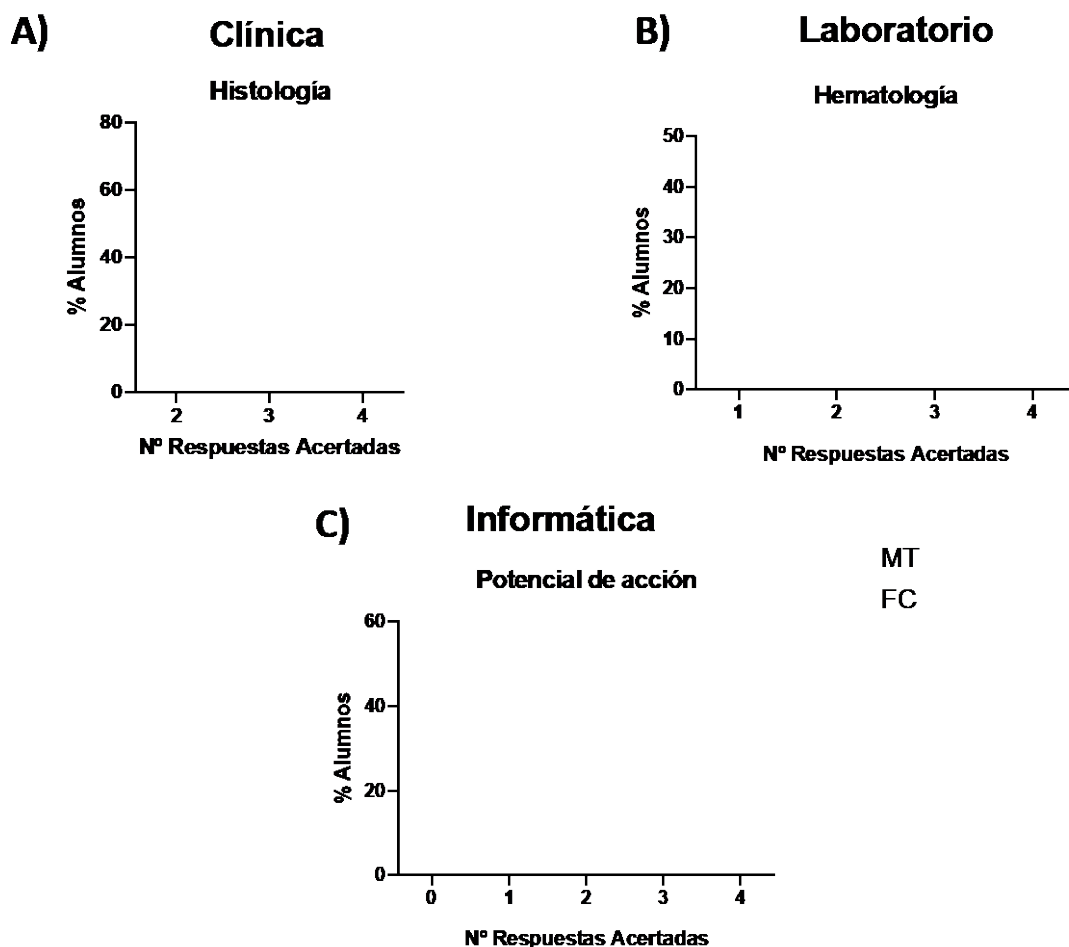 A)
Clínica
Histología
80
60
40
20
0
% Alumnos
2 3 4
Nº Respuestas Acertadas
B)
Laboratorio
Hematología
50
40
30
20
10
0
% Alumnos
1 2 3 4
Nº Respuestas Acertadas
C)
Informática
Potencial de acción
60
40
20
0
% Alumnos
0 1 2 3 4
Nº Respuestas Acertadas
MT
FC